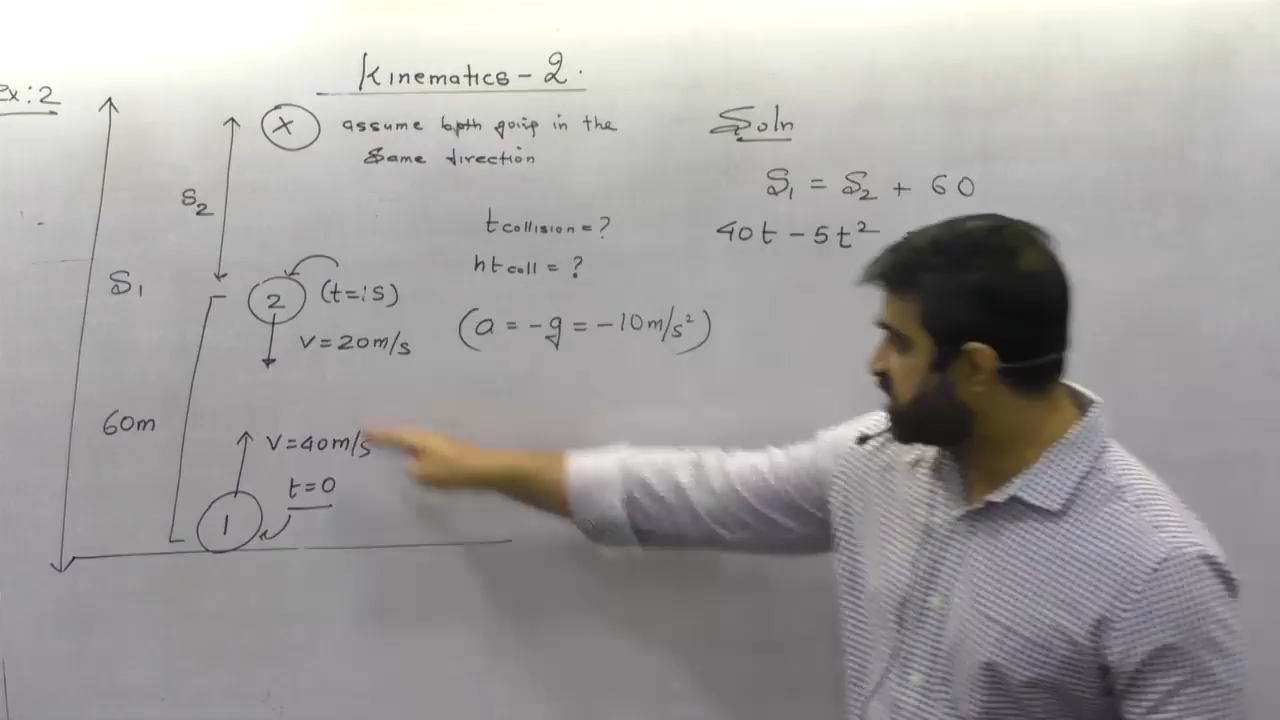 Kinematics - 2.
Ex: 2
X
assume both going in the
same direction
S2
t collision = ?
ht coll = ?
S1
2
(t=1s)
v = 20m/s
(a = -g = -10m/s²)
60m
v = 40m/s
t=0
1
Soln
S1 = S2 + 60
40t - 5t²